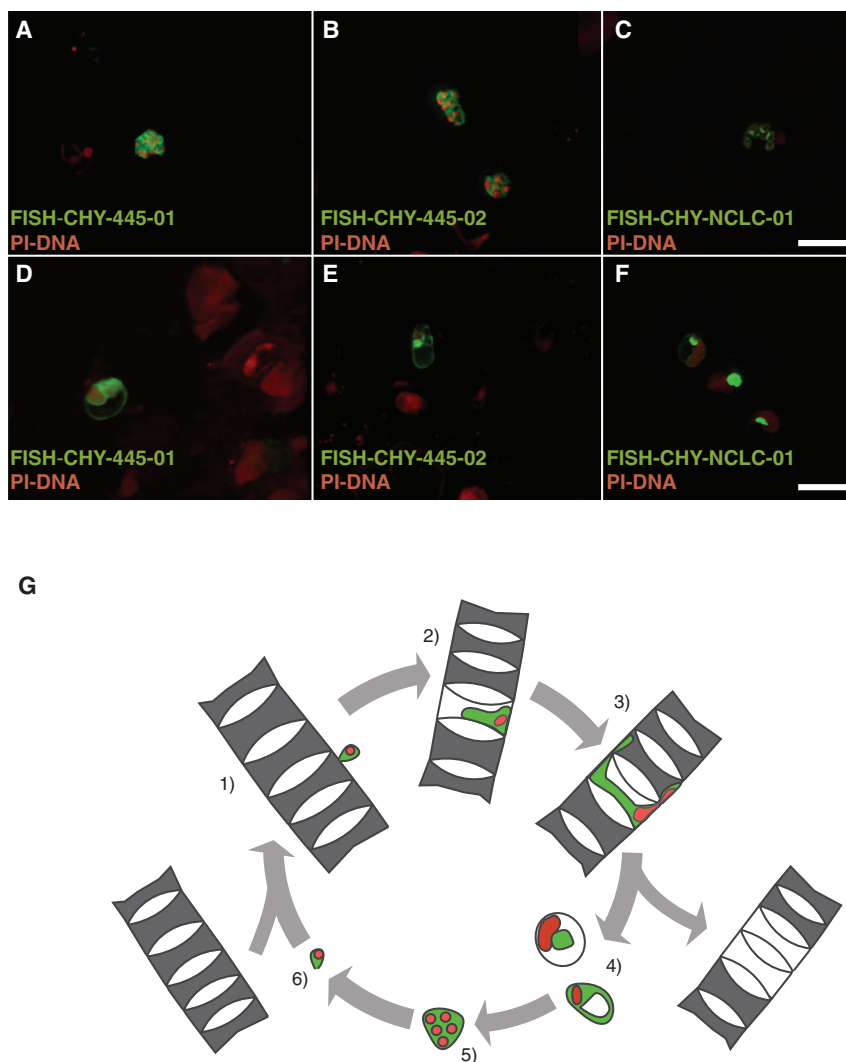 A
B
C
FISH-CHY-445-01
PI-DNA
FISH-CHY-445-02
PI-DNA
FISH-CHY-NCLC-01
PI-DNA
D
E
F
FISH-CHY-445-01
PI-DNA
FISH-CHY-445-02
PI-DNA
FISH-CHY-NCLC-01
PI-DNA
G
2)
3)
1)
4)
6)
5)